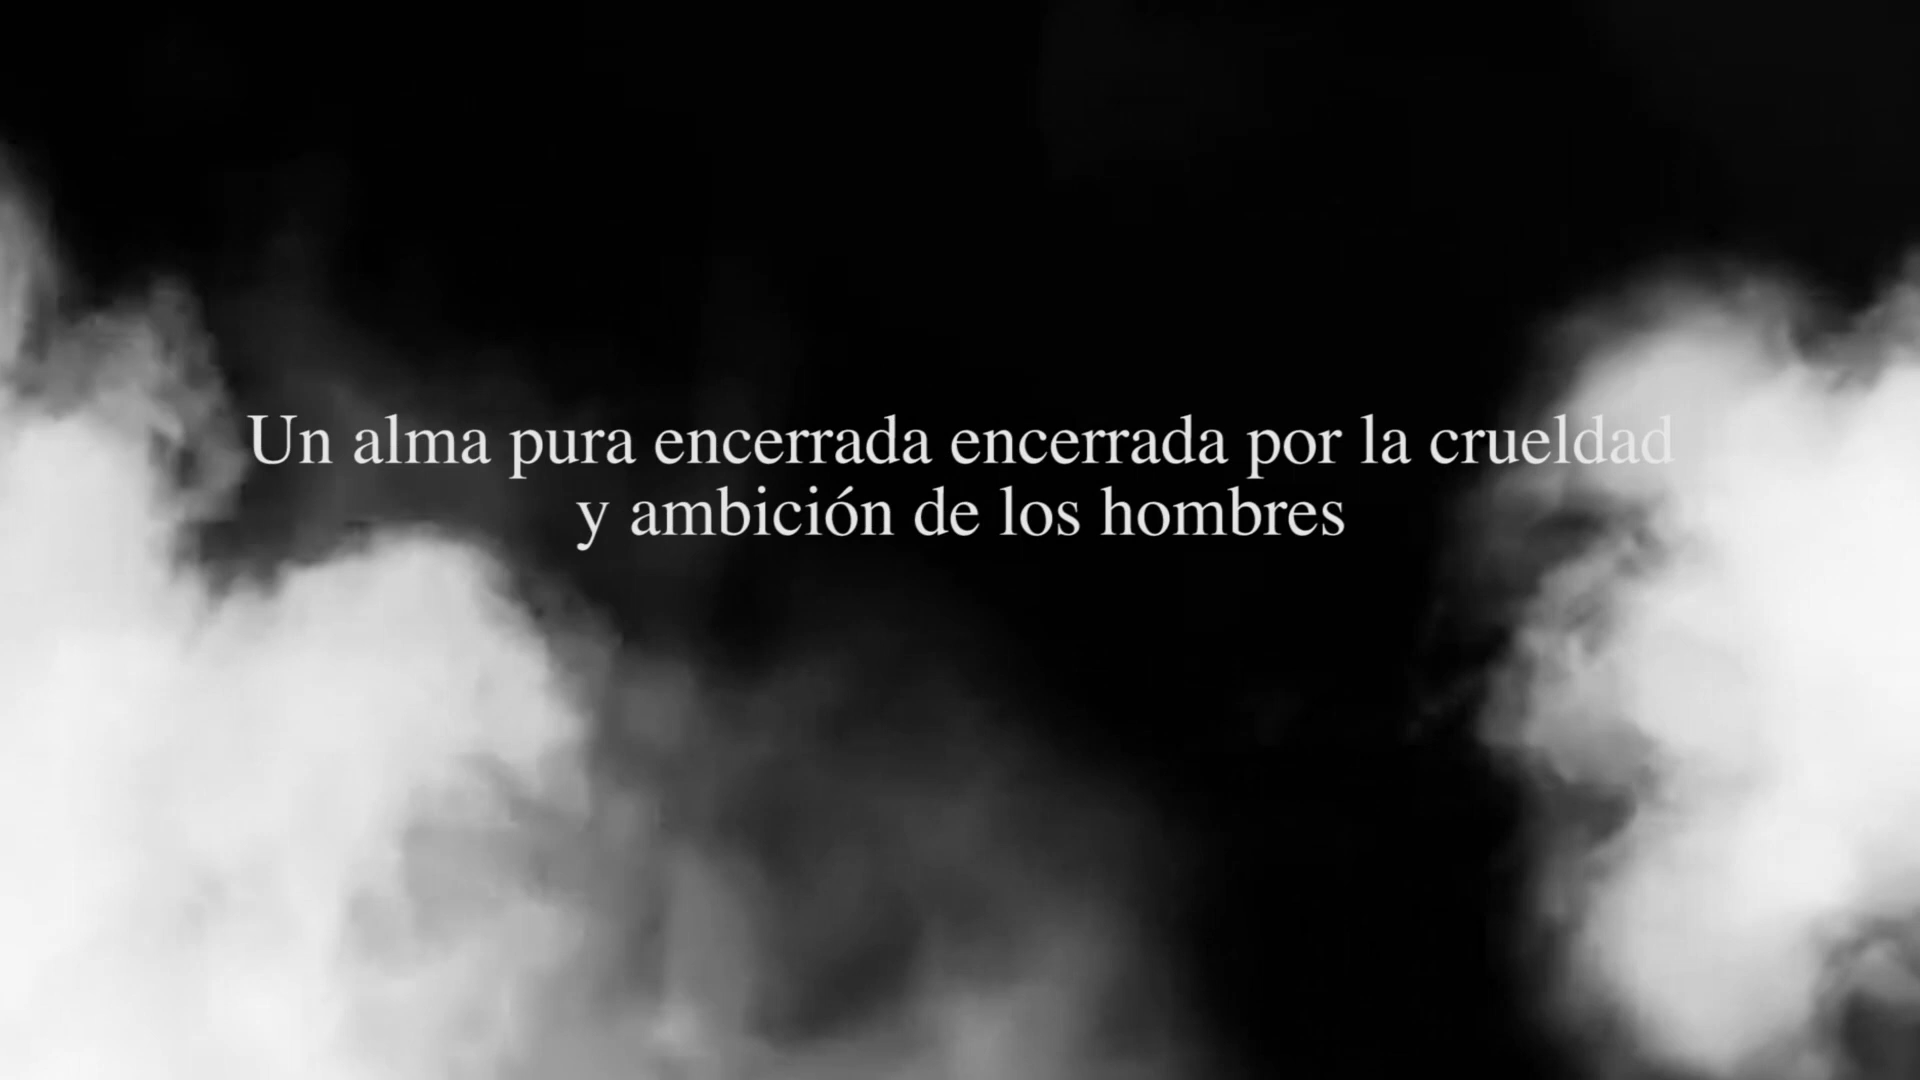 Un alma pura encerrada encerrada por la crueldad
y ambición de los hombres